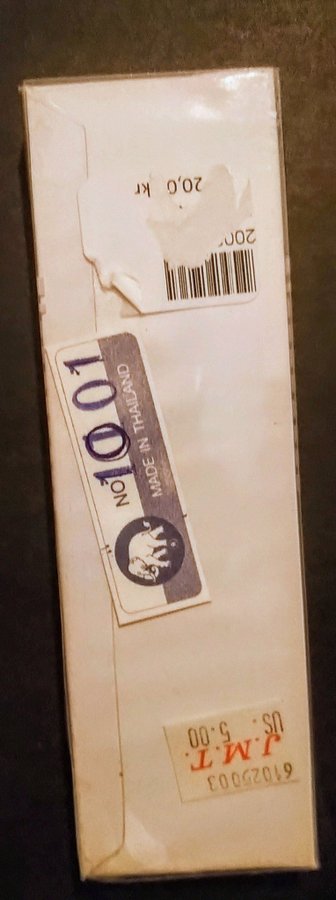 20,0 kr
200
NO 1001
MADE IN THAILAND
61025003
J.M.T.
US. 5.00